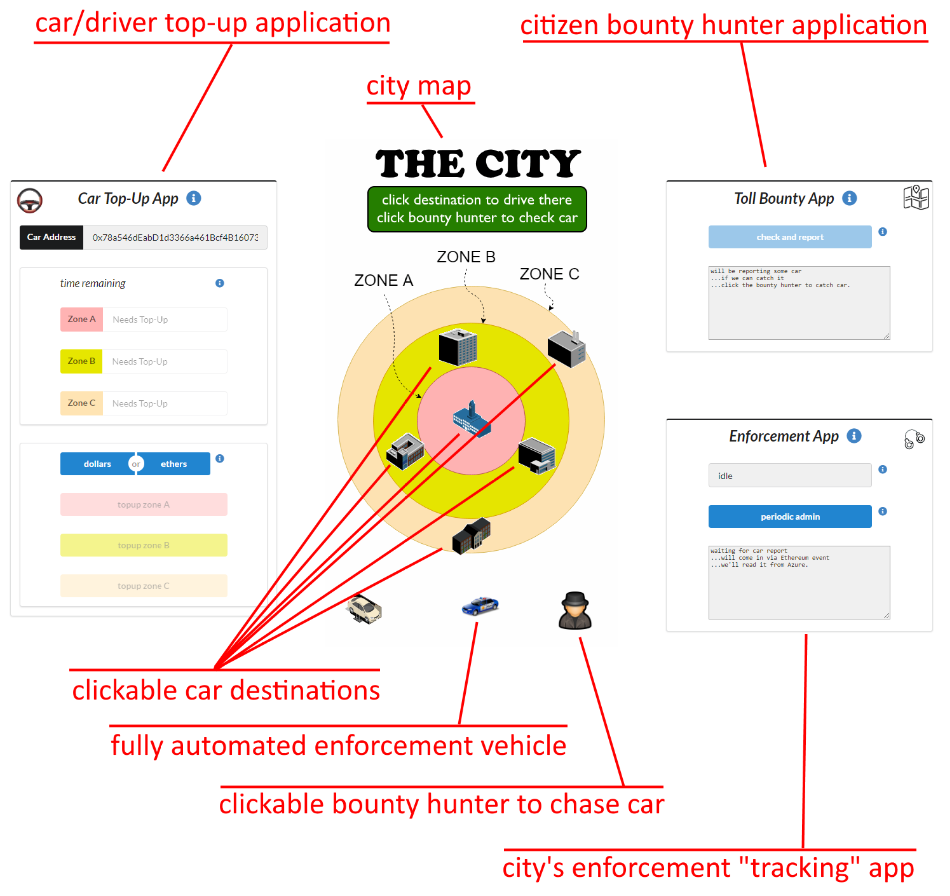 car/driver top-up application
citizen bounty hunter application
city map
THE CITY
click destination to drive there
click bounty hunter to check car
ZONE A
ZONE B
ZONE C
Car Top-Up App
Car Address 0x78a546dEabD1d3366a461Bcf4B16073
time remaining
Zone A Needs Top-Up
Zone B Needs Top-Up
Zone C Needs Top-Up
dollars or ethers
topup zone A
topup zone B
topup zone C
Toll Bounty App
check and report
will be reporting some car
...if we can catch it
...click the bounty hunter to catch car.
Enforcement App
idle
periodic admin
waiting for car report
...will come in via Ethereum event
...we'll read it from Azure.
clickable car destinations
fully automated enforcement vehicle
clickable bounty hunter to chase car
city's enforcement "tracking" app